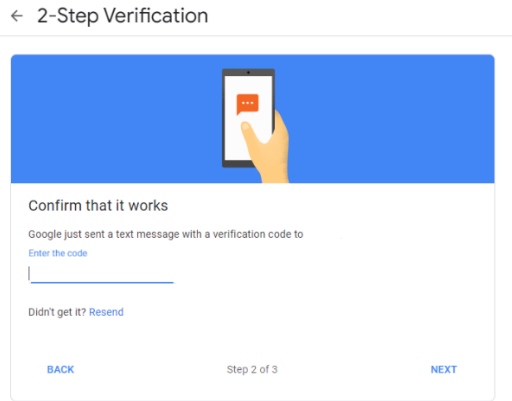 2-Step Verification
Confirm that it works
Google just sent a text message with a verification code to
Enter the code
Didn't get it? Resend
BACK Step 2 of 3 NEXT